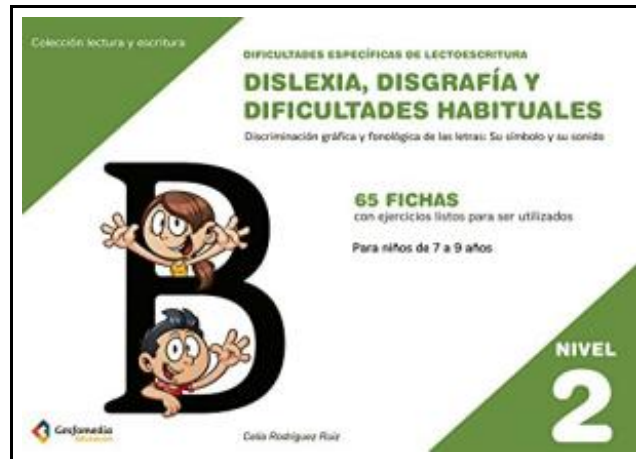 Colección lectura y escritura
DIFICULTADES ESPECÍFICAS DE LECTOESCRITURA
DISLEXIA, DISGRAFÍA Y
DIFICULTADES HABITUALES
Discriminación gráfica y fonológica de las letras: Su símbolo y su sonido
65 FICHAS
con ejercicios listos para ser utilizados
Para niños de 7 a 9 años
B
NIVEL
2
Gesfomedia
educación
Celia Rodríguez Ruiz